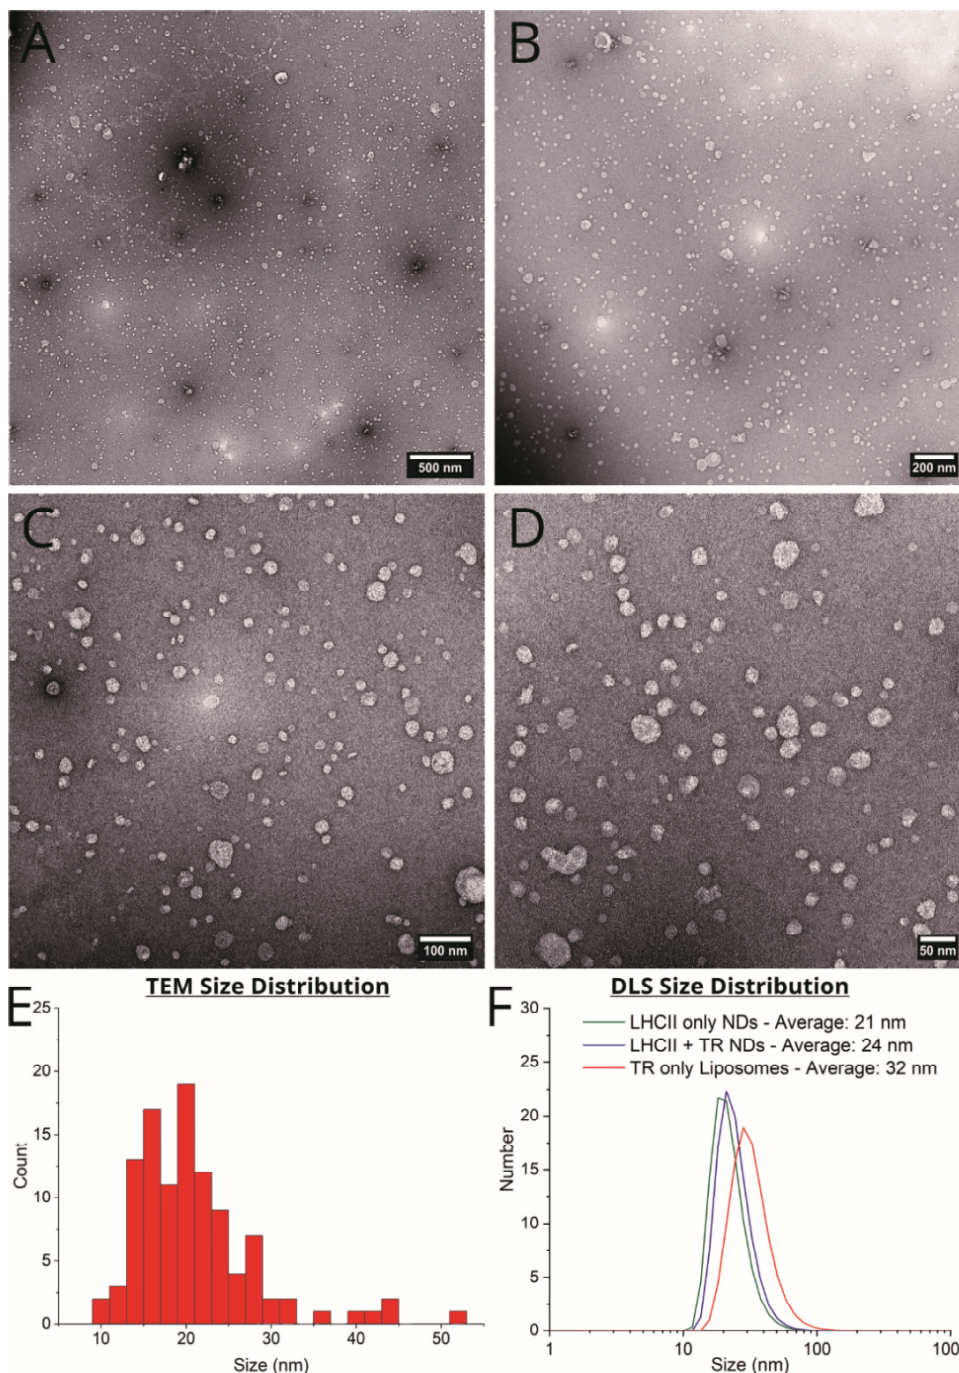 A
B
500 nm
200 nm
C
D
100 nm
50 nm
E
TEM Size Distribution
25
20
15
10
5
0
Count
10
20
30
40
50
Size (nm)
F
DLS Size Distribution
30
25
20
15
10
5
0
Number
LHCII only NDs - Average: 21 nm
LHCII + TR NDs - Average: 24 nm
TR only Liposomes - Average: 32 nm
1
10
100
1000
Size (nm)